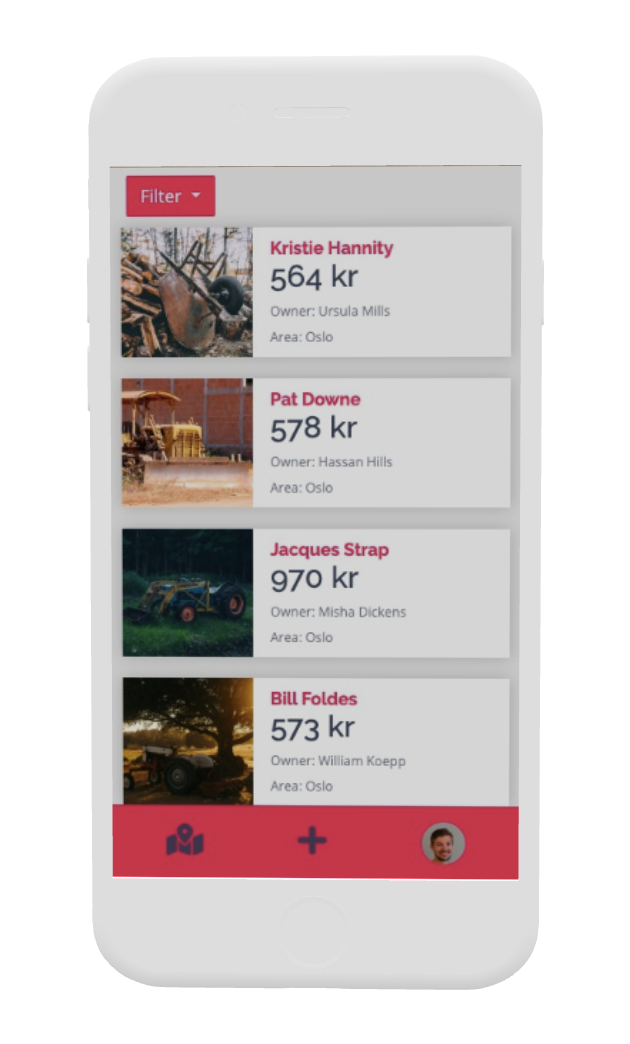 Filter
Kristie Hannity
564 kr
Owner: Ursula Mills
Area: Oslo
Pat Downe
578 kr
Owner: Hassan Hills
Area: Oslo
Jacques Strap
970 kr
Owner: Misha Dickens
Area: Oslo
Bill Foldes
573 kr
Owner: William Koepp
Area: Oslo